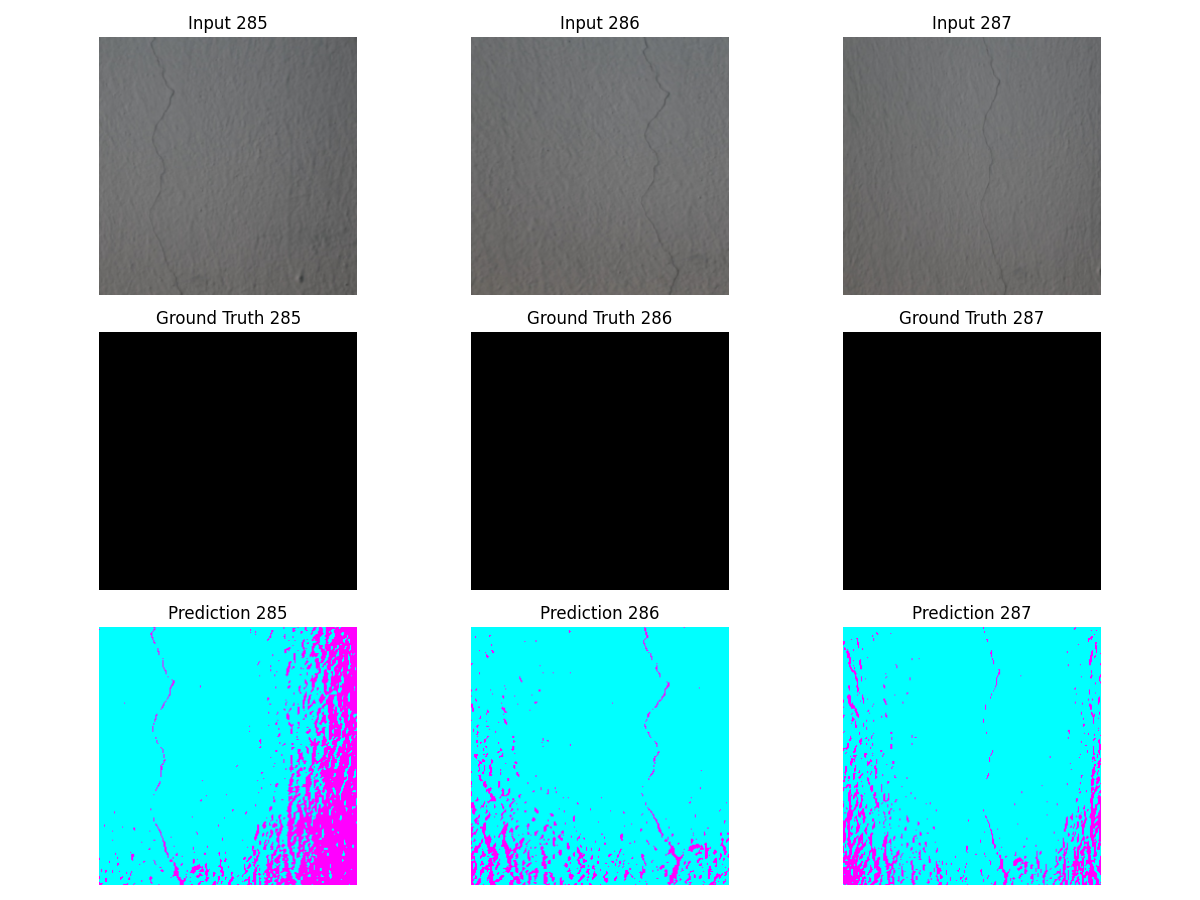 Input 285
Input 286
Input 287
Ground Truth 285
Ground Truth 286
Ground Truth 287
Prediction 285
Prediction 286
Prediction 287